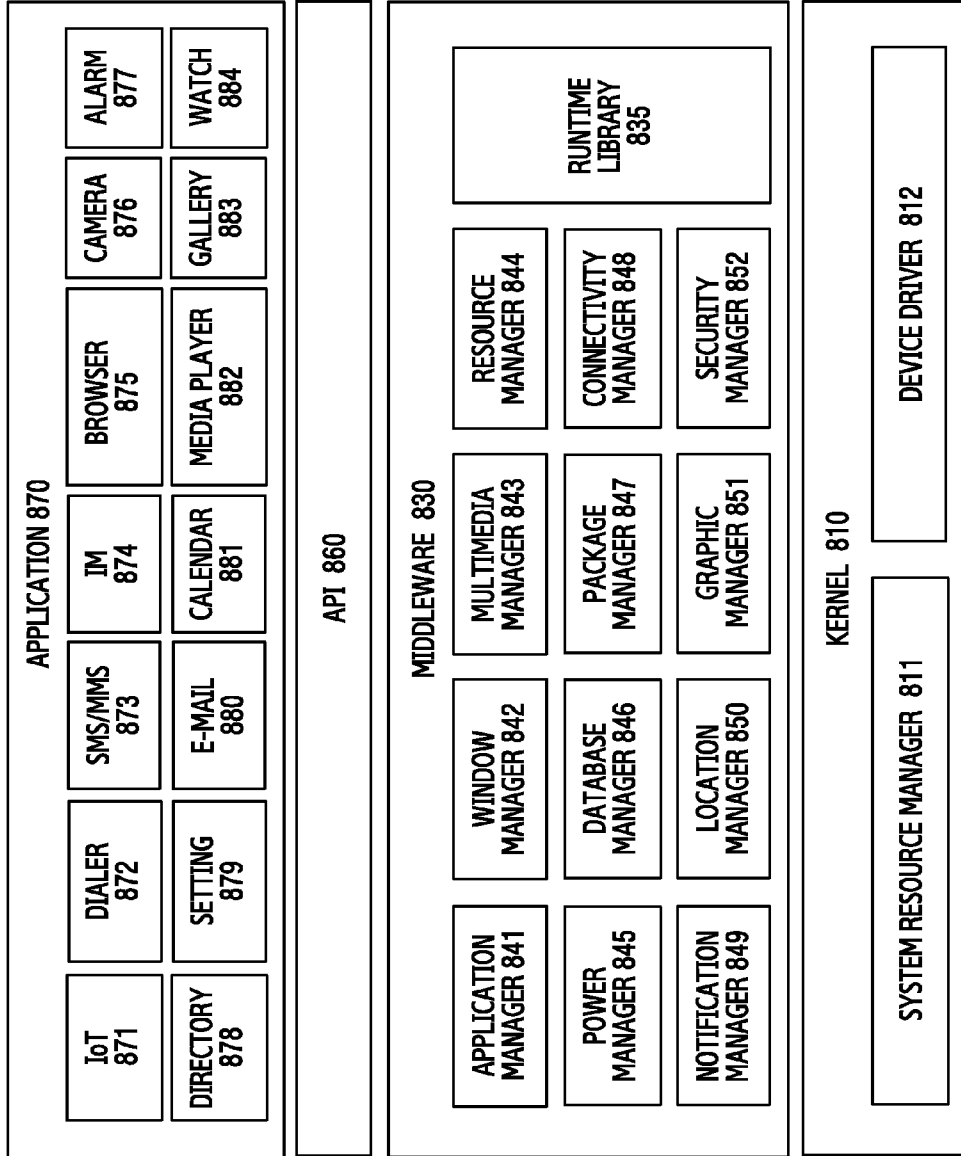 APPLICATION 870
IoT
871
DIALER
872
SMS/MMS
873
IM
874
BROWSER
875
CAMERA
876
ALARM
877
DIRECTORY
878
SETTING
879
E-MAIL
880
CALENDAR
881
MEDIA PLAYER
882
GALLERY
883
WATCH
884
API 860
MIDDLEWARE 830
APPLICATION
MANAGER 841
WINDOW
MANAGER 842
MULTIMEDIA
MANAGER 843
RESOURCE
MANAGER 844
POWER
MANAGER 845
DATABASE
MANAGER 846
PACKAGE
MANAGER 847
CONNECTIVITY
MANAGER 848
NOTIFICATION
MANAGER 849
LOCATION
MANAGER 850
GRAPHIC
MANAGER 851
SECURITY
MANAGER 852
RUNTIME
LIBRARY
835
KERNEL 810
SYSTEM RESOURCE MANAGER 811
DEVICE DRIVER 812